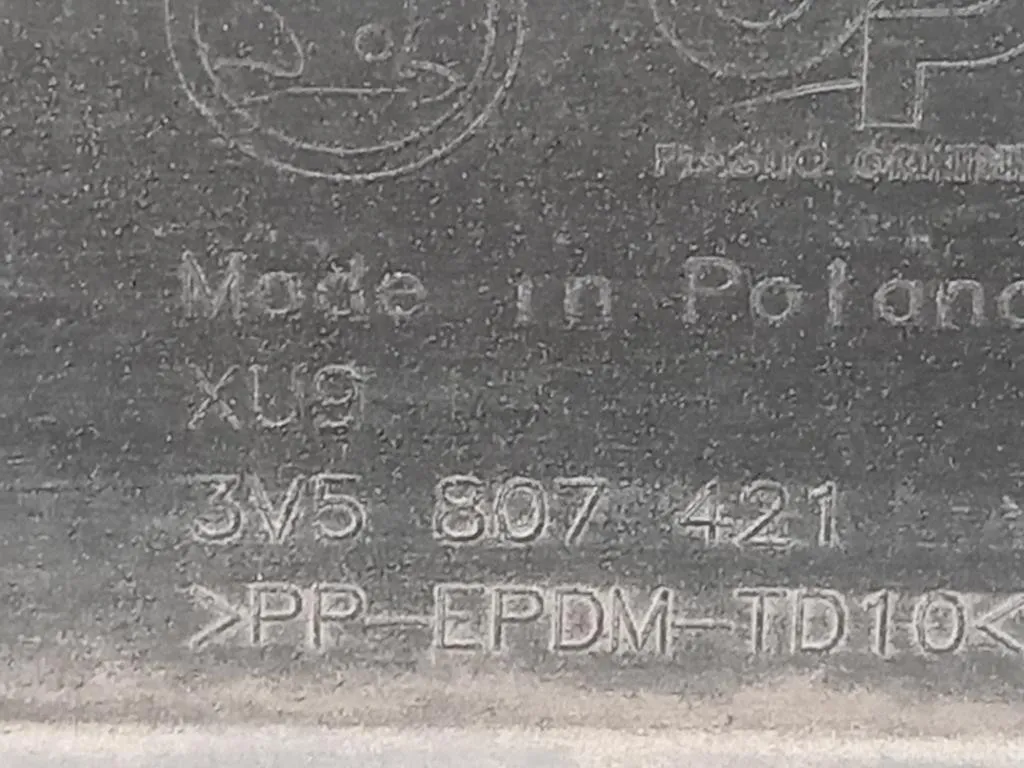 Made in Poland
XU9
3V5 807 421
>PP-EPDM-TD10<